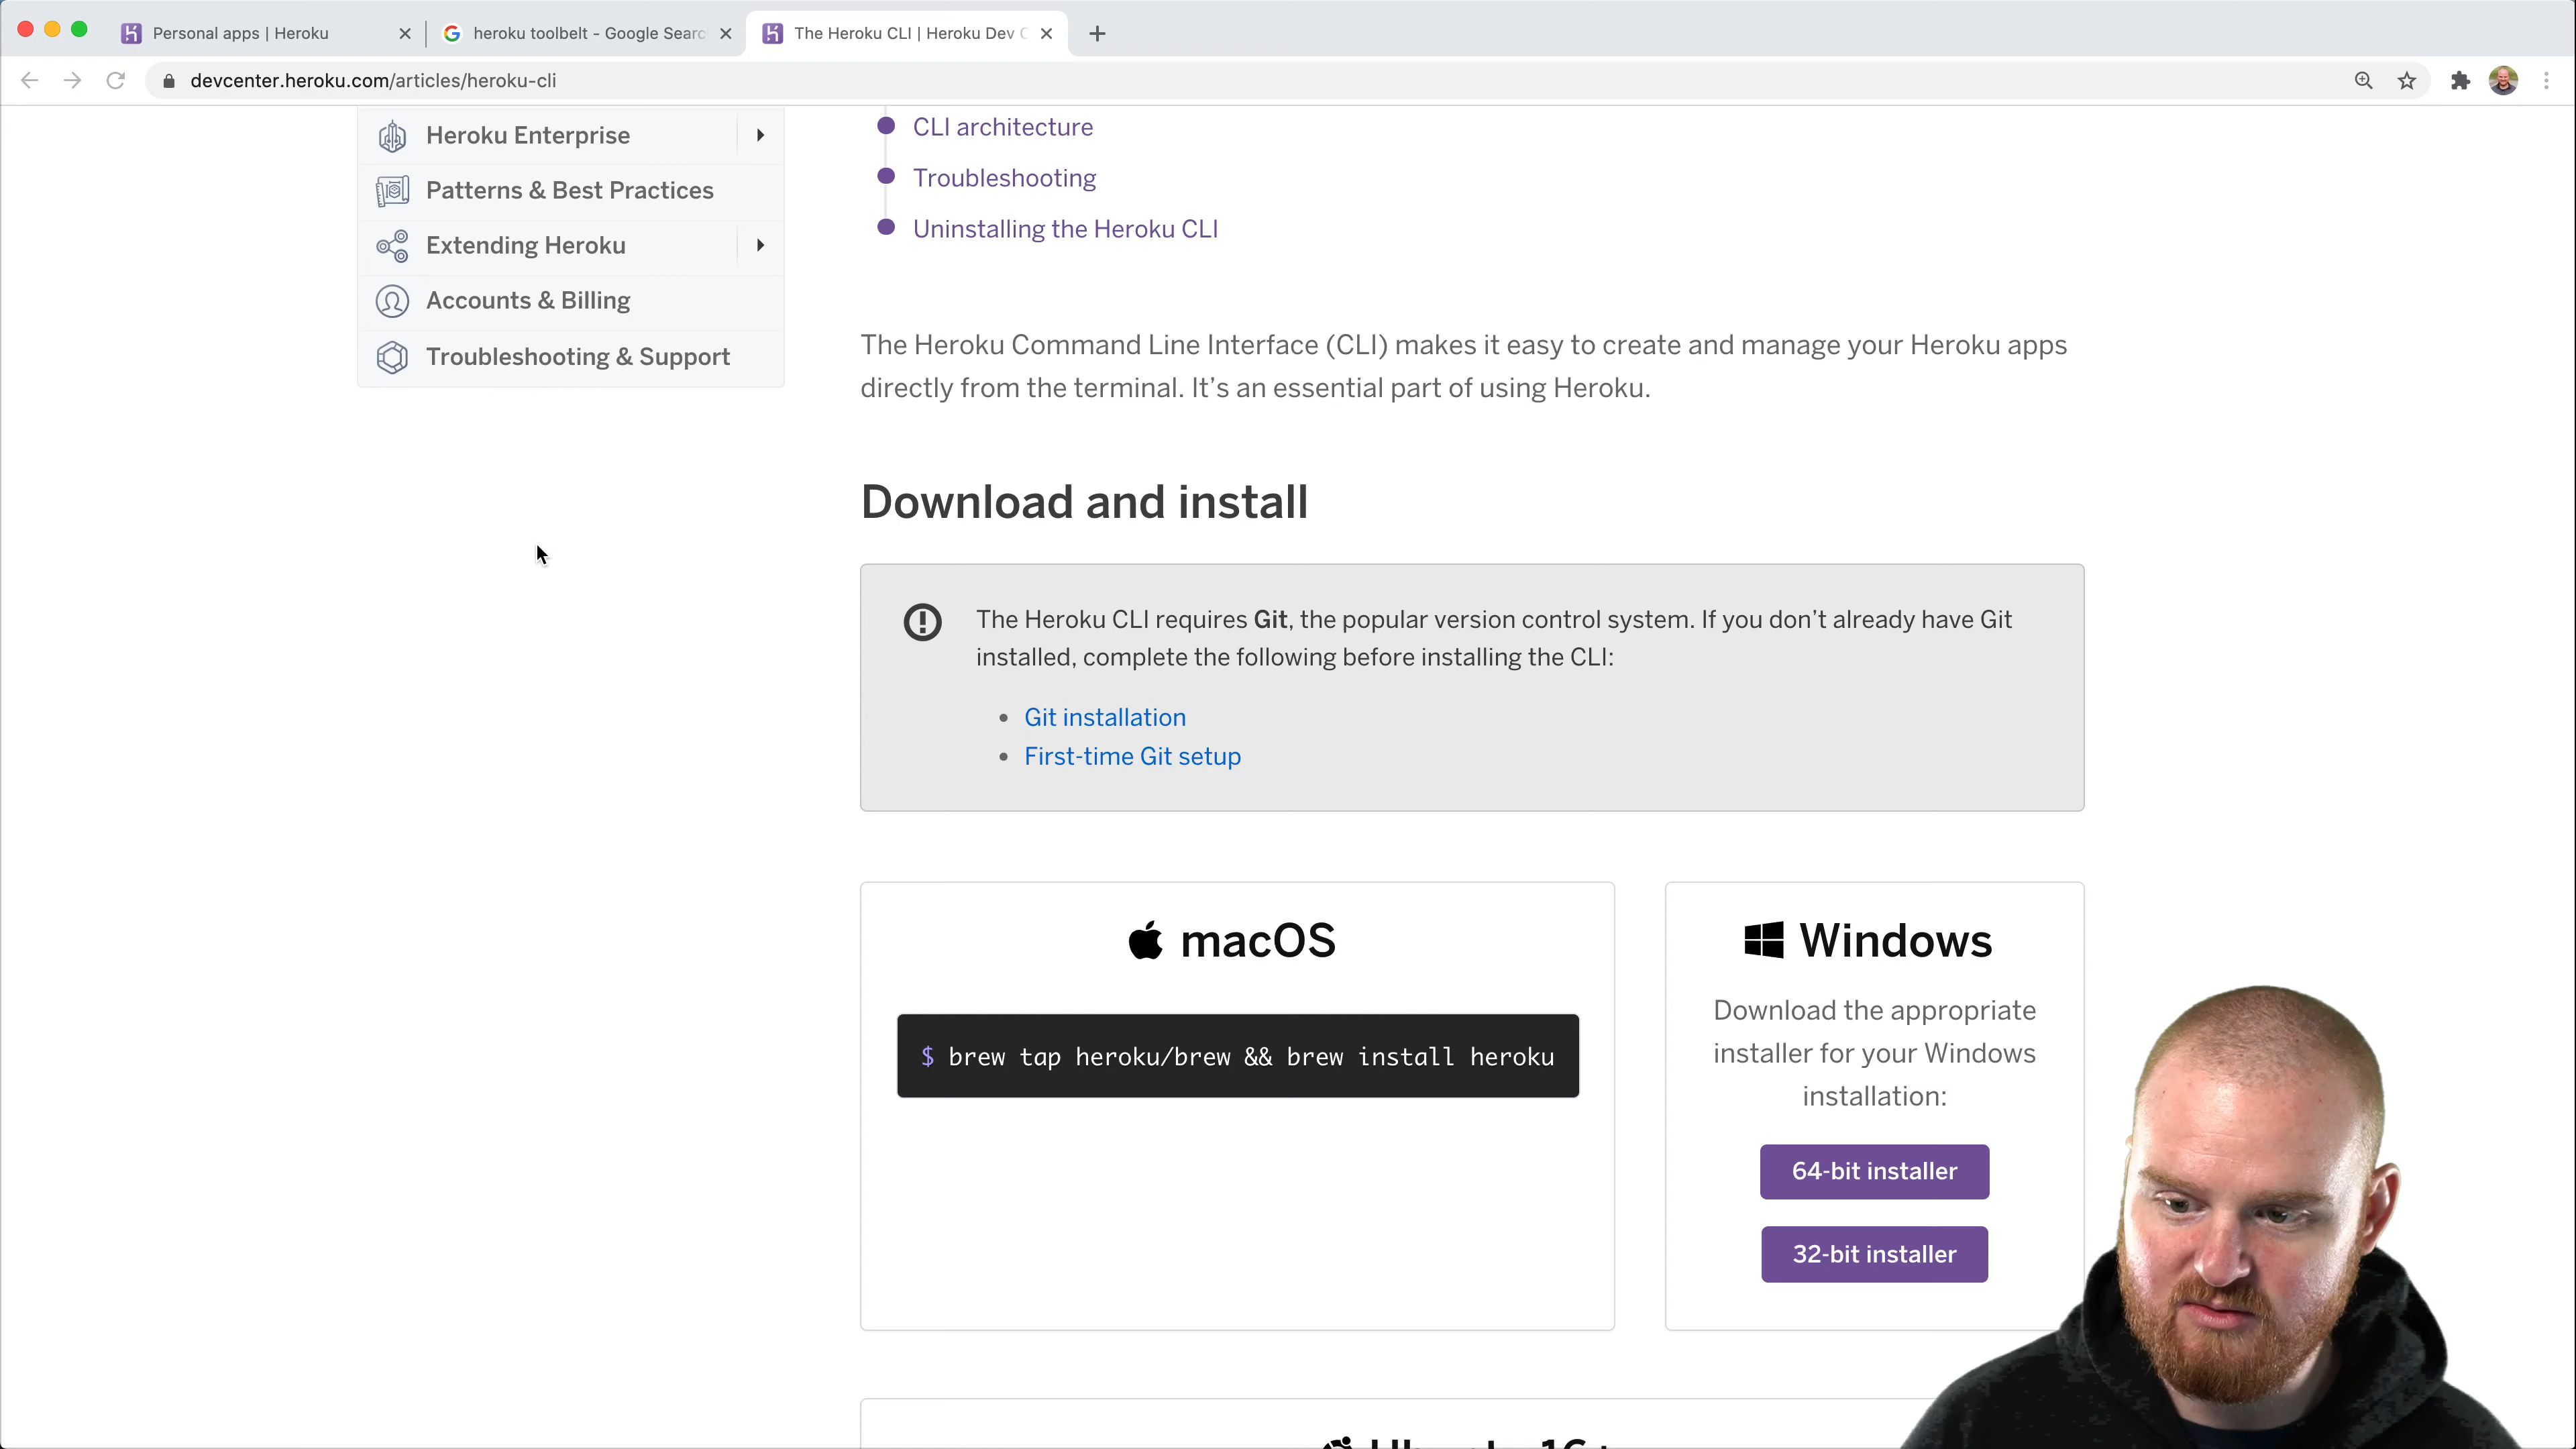 Personal apps | Heroku
heroku toolbelt - Google Searc
The Heroku CLI | Heroku Dev C
devcenter.heroku.com/articles/heroku-cli
Heroku Enterprise
Patterns & Best Practices
Extending Heroku
Accounts & Billing
Troubleshooting & Support
CLI architecture
Troubleshooting
Uninstalling the Heroku CLI
The Heroku Command Line Interface (CLI) makes it easy to create and manage your Heroku apps
directly from the terminal. It’s an essential part of using Heroku.
Download and install
The Heroku CLI requires Git, the popular version control system. If you don’t already have Git
installed, complete the following before installing the CLI:
Git installation
First-time Git setup
macOS
$ brew tap heroku/brew && brew install heroku
Windows
Download the appropriate
installer for your Windows
installation:
64-bit installer
32-bit installer